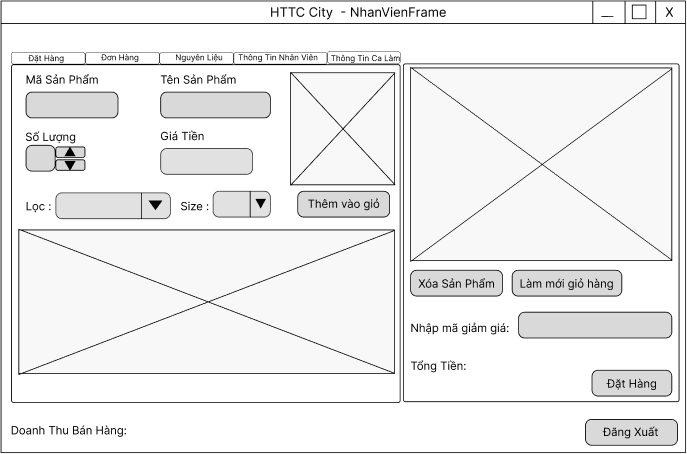 HTTC City - NhanVienFrame
X
Đặt Hàng
Đơn Hàng
Nguyên Liệu
Thông Tin Nhân Viên
Thông Tin Ca Làm
Mã Sản Phẩm
Tên Sản Phẩm
Số Lượng
Giá Tiền
Lọc :
Size :
Thêm vào giỏ
Xóa Sản Phẩm
Làm mới giỏ hàng
Nhập mã giảm giá:
Tổng Tiền:
Đặt Hàng
Doanh Thu Bán Hàng:
Đăng Xuất